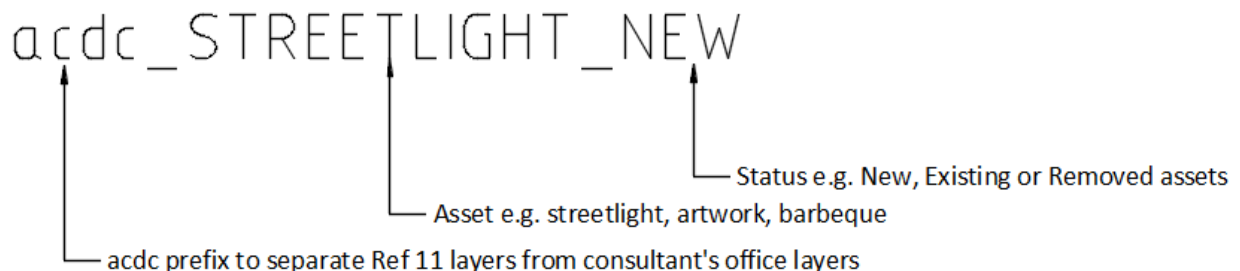 acdc_STREETLIGHT_NEW
Status e.g. New, Existing or Removed assets
Asset e.g. streetlight, artwork, barbeque
acdc prefix to separate Ref 11 layers from consultant's office layers